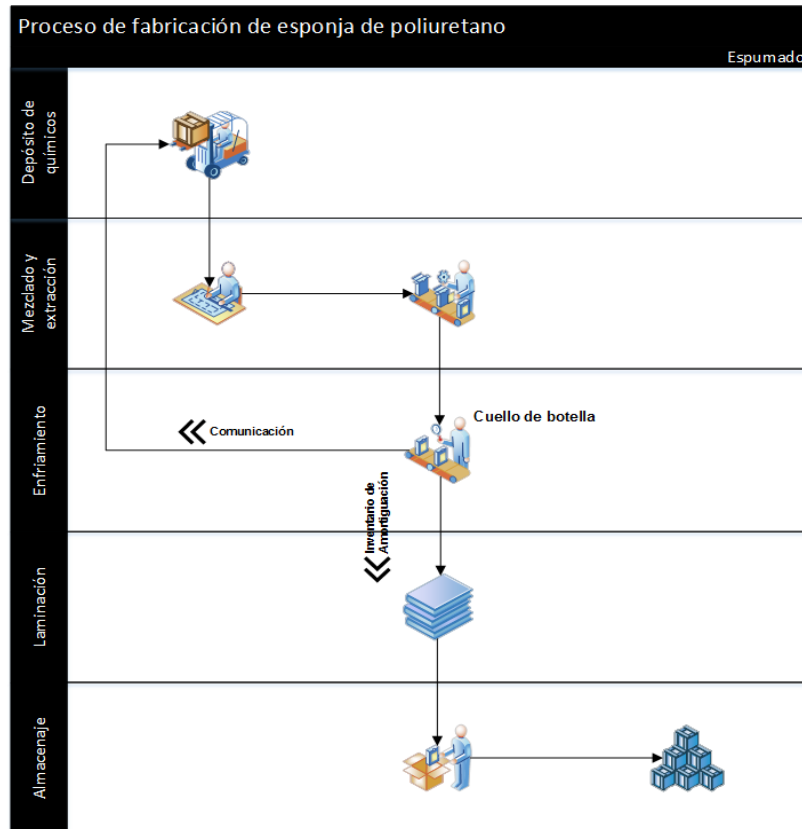 Proceso de fabricación de esponja de poliuretano
Espumado
Depósito de
químicos
Mezclado y
extracción
Cuello de botella
Comunicación
Enfriamiento
Inventario de
Amortiguación
Laminación
Almacenaje